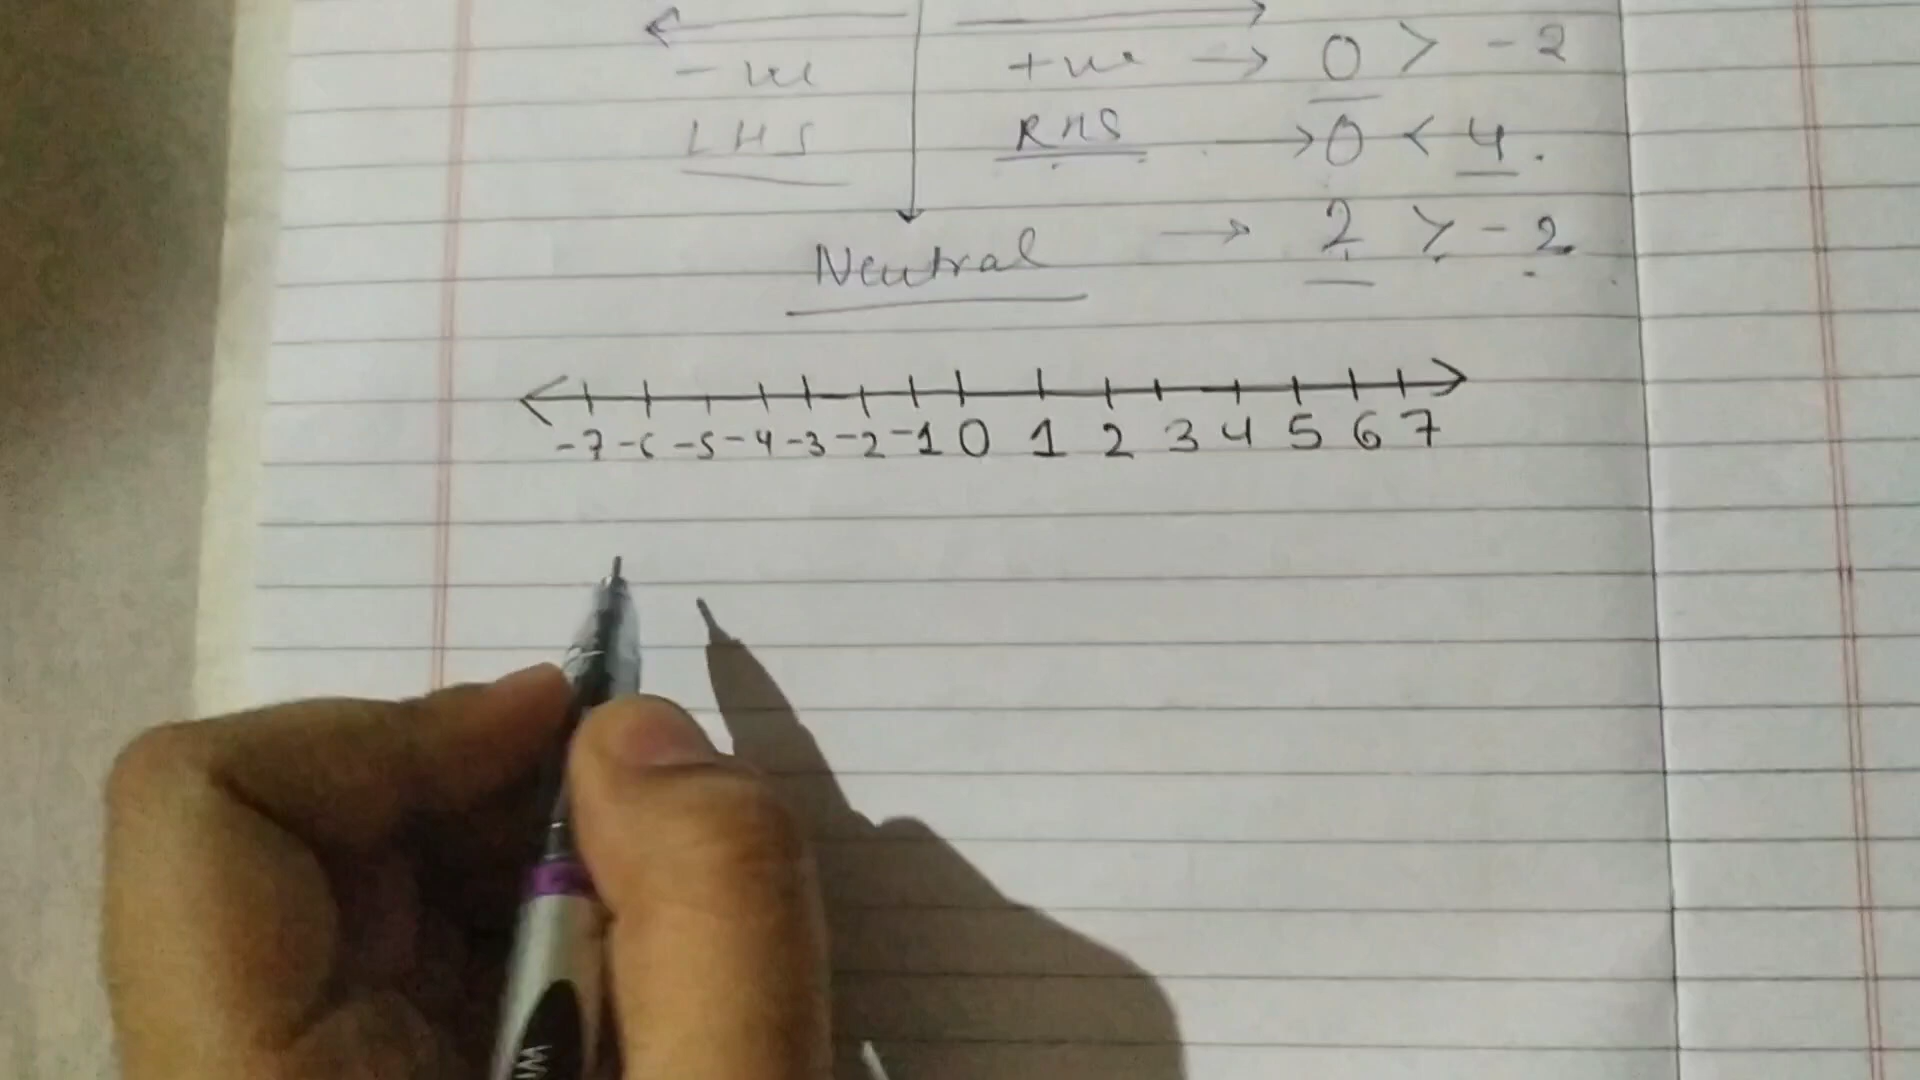 -ve +ve → 0 > -2
LHS RHS → 0 < 4.
Neutral → 2 > -2
-7 -6 -5 -4 -3 -2 -1 0 1 2 3 4 5 6 7